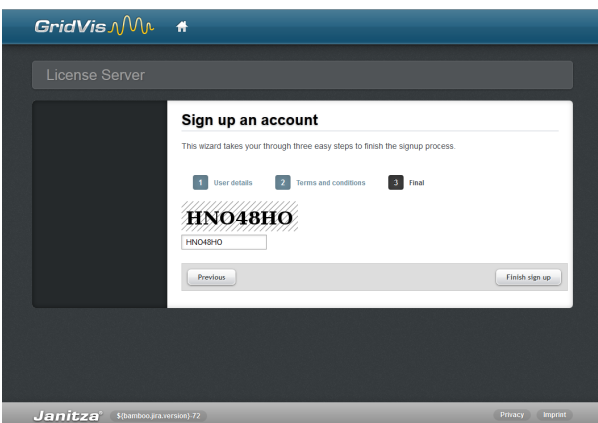 GridVis
License Server
Sign up an account
This wizard takes your through three easy steps to finish the signup process.
1 User details 2 Terms and conditions 3 Final
HNO48HO
HNO48HO
Previous Finish sign up
Janitza® ${bamboo.jira.version}-72 Privacy Imprint